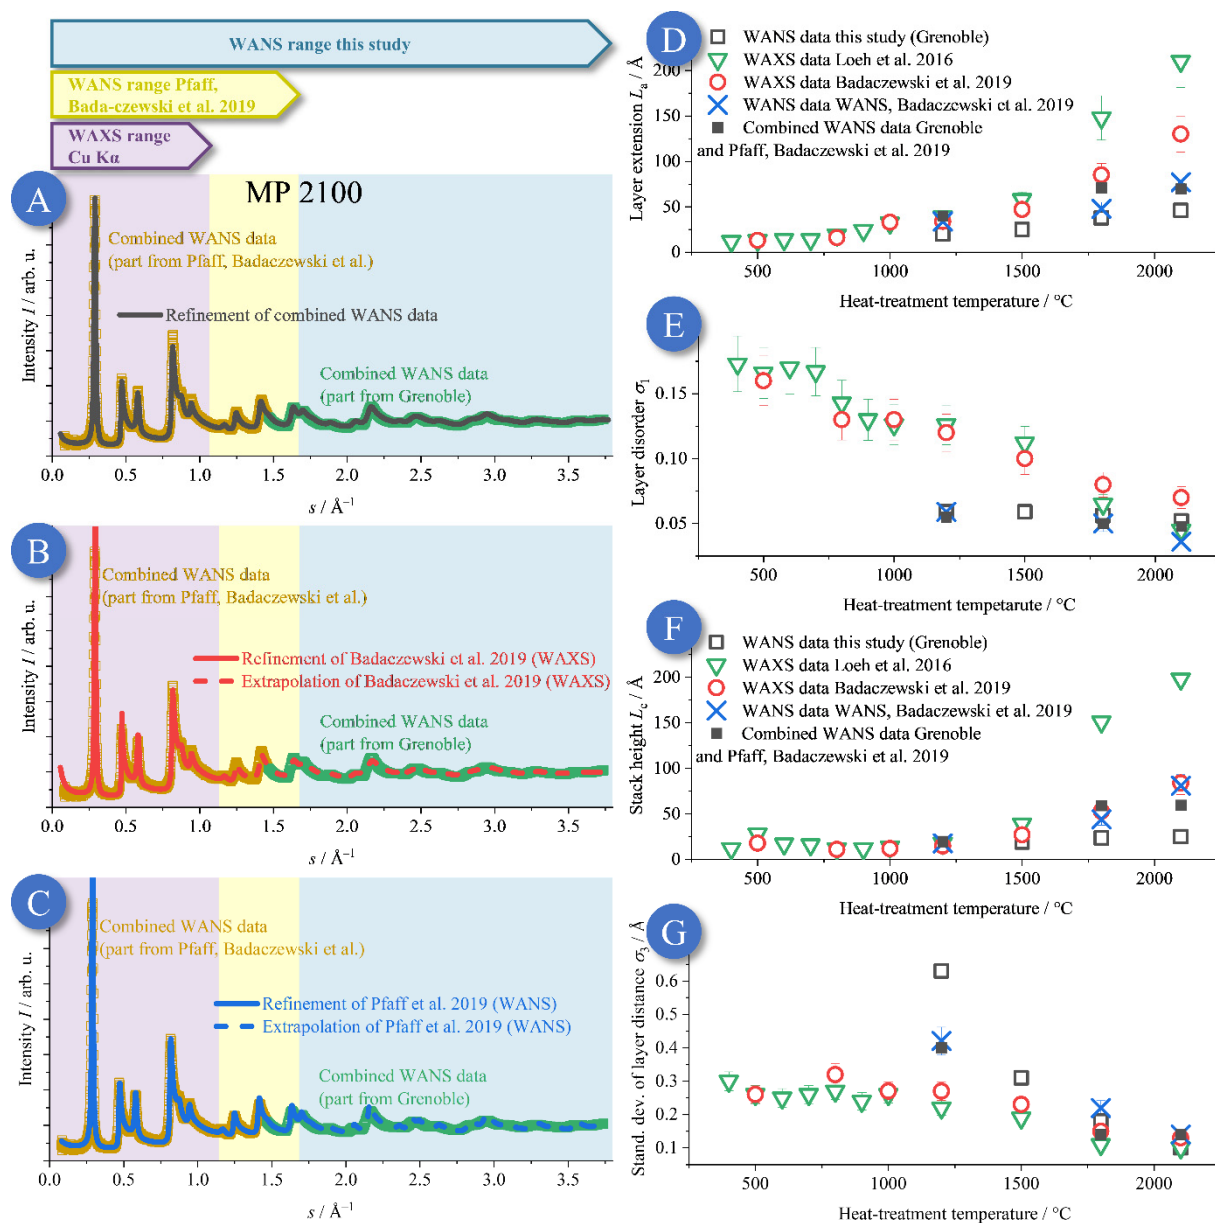 WANS range this study
WANS range Pfaff,
Bada-czewski et al. 2019
WAXS range
Cu Kα
A
MP 2100
Combined WANS data
(part from Pfaff, Badaczewski et al.)
Refinement of combined WANS data
Combined WANS data
(part from Grenoble)
Intensity I / arb. u.
0.5 1.0 1.5 2.0 2.5 3.0 3.5
s / Å⁻¹
B
Combined WANS data
(part from Pfaff, Badaczewski et al.)
Refinement of Badaczewski et al. 2019 (WAXS)
Extrapolation of Badaczewski et al. 2019 (WAXS)
Combined WANS data
(part from Grenoble)
Intensity I / arb. u.
0.5 1.0 1.5 2.0 2.5 3.0 3.5
s / Å⁻¹
C
Combined WANS data
(part from Pfaff, Badaczewski et al.)
Refinement of Pfaff et al. 2019 (WANS)
Extrapolation of Pfaff et al. 2019 (WANS)
Combined WANS data
(part from Grenoble)
Intensity I / arb. u.
0.5 1.0 1.5 2.0 2.5 3.0 3.5
s / Å⁻¹
D
WANS data this study (Grenoble)
WAXS data Loeh et al. 2016
WAXS data Badaczewski et al. 2019
WANS data WANS, Badaczewski et al. 2019
Combined WANS data Grenoble
and Pfaff, Badaczewski et al. 2019
Layer extension Lₐ / Å
200
150
100
50
0
500 1000 1500 2000
Heat-treatment temperature / °C
E
Layer disorder σ₁
0.15
0.10
0.05
500 1000 1500 2000
Heat-treatment tempetarute / °C
F
WANS data this study (Grenoble)
WAXS data Loeh et al. 2016
WAXS data Badaczewski et al. 2019
WANS data WANS, Badaczewski et al. 2019
Combined WANS data Grenoble
and Pfaff, Badaczewski et al. 2019
Stack height L_c / Å
200
150
100
50
0
500 1000 1500 2000
Heat-treatment temperature / °C
G
Stand. dev. of layer distance σ₃ / Å
0.6
0.5
0.4
0.3
0.2
0.1
500 1000 1500 2000
Heat-treatment temperature / °C